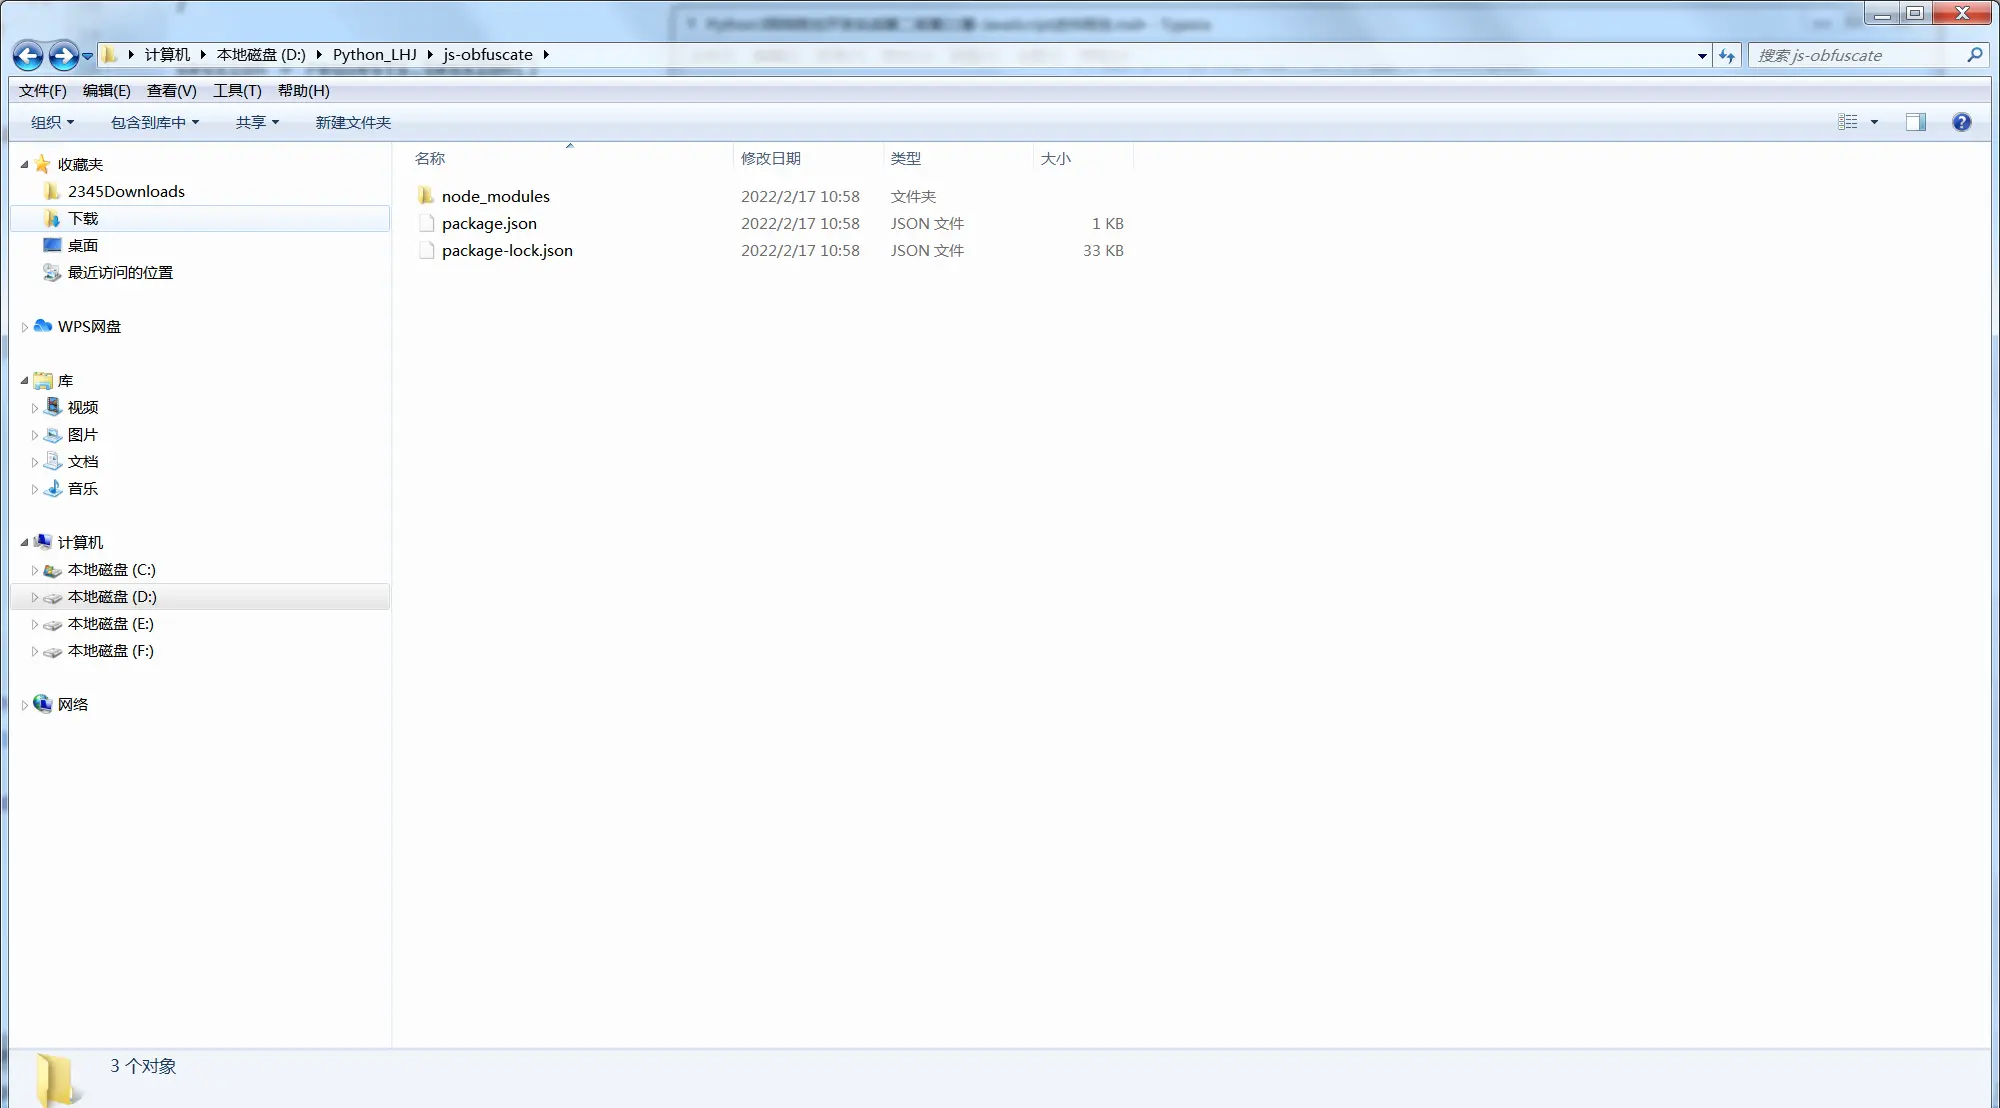 计算机 本地磁盘 (D:) Python_LHJ js-obfuscate
搜索 js-obfuscate
文件(F) 编辑(E) 查看(V) 工具(T) 帮助(H)
组织 包含到库中 共享 新建文件夹
名称 修改日期 类型 大小
node_modules 2022/2/17 10:58 文件夹
package.json 2022/2/17 10:58 JSON 文件 1 KB
package-lock.json 2022/2/17 10:58 JSON 文件 33 KB
收藏夹
2345Downloads
下载
桌面
最近访问的位置
WPS网盘
库
视频
图片
文档
音乐
计算机
本地磁盘 (C:)
本地磁盘 (D:)
本地磁盘 (E:)
本地磁盘 (F:)
网络
3 个对象